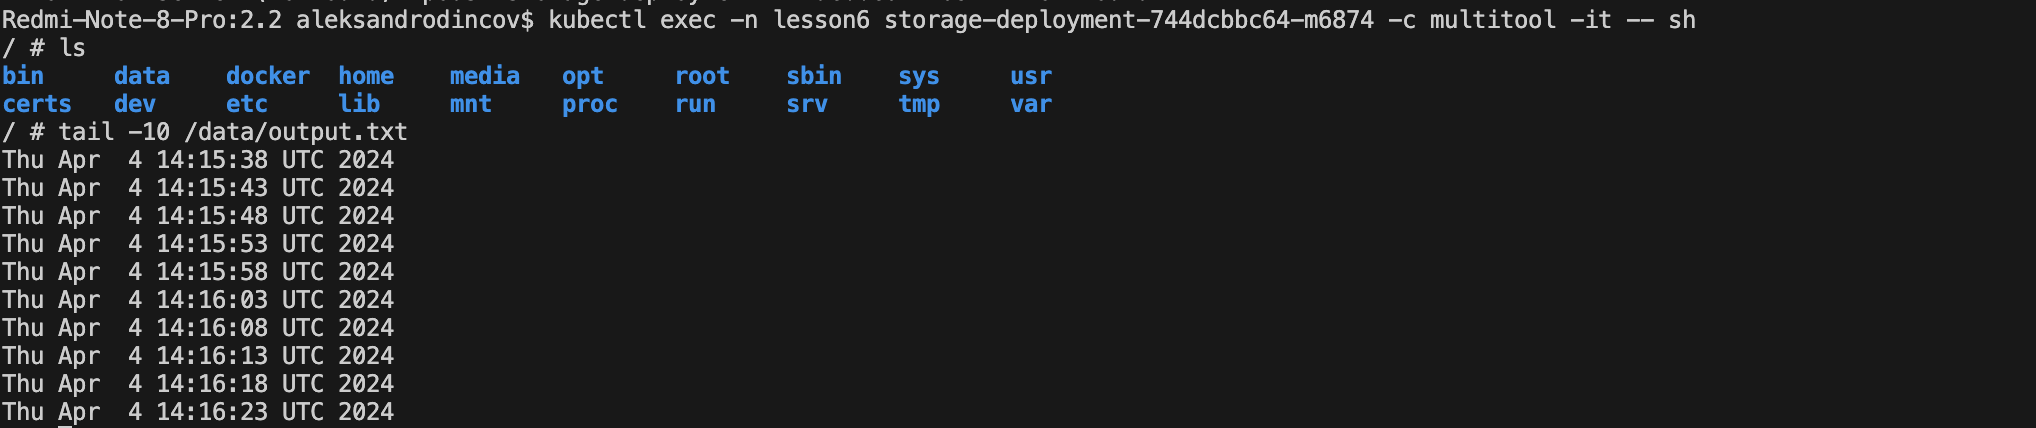 Redmi-Note-8-Pro:2.2 aleksandrodincov$ kubectl exec -n lesson6 storage-deployment-744dcbbc64-m6874 -c multitool -it -- sh
/ # ls
bin     data    docker  home    media   opt     root    sbin    sys     usr
certs   dev     etc     lib     mnt     proc    run     srv     tmp     var
/ # tail -10 /data/output.txt
Thu Apr  4 14:15:38 UTC 2024
Thu Apr  4 14:15:43 UTC 2024
Thu Apr  4 14:15:48 UTC 2024
Thu Apr  4 14:15:53 UTC 2024
Thu Apr  4 14:15:58 UTC 2024
Thu Apr  4 14:16:03 UTC 2024
Thu Apr  4 14:16:08 UTC 2024
Thu Apr  4 14:16:13 UTC 2024
Thu Apr  4 14:16:18 UTC 2024
Thu Apr  4 14:16:23 UTC 2024